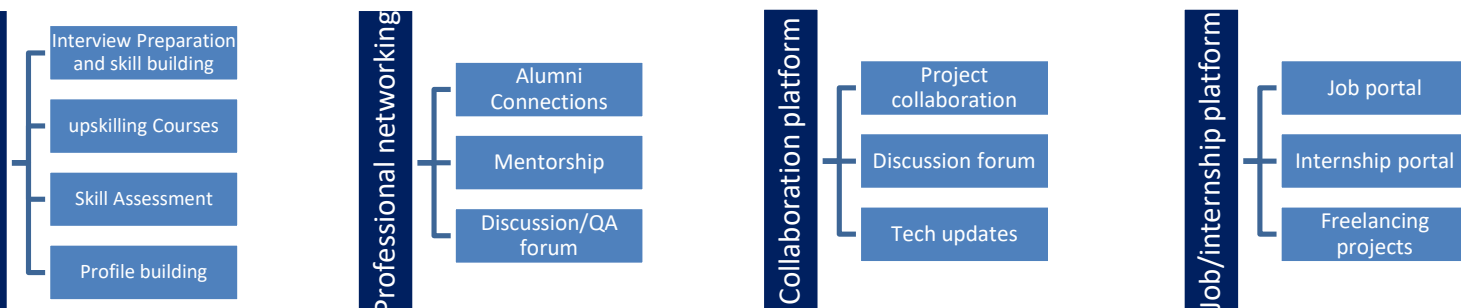 Interview Preparation
and skill building
upskilling Courses
Skill Assessment
Profile building
Professional networking
Alumni
Connections
Mentorship
Discussion/QA
forum
Collaboration platform
Project
collaboration
Discussion forum
Tech updates
Job/internship platform
Job portal
Internship portal
Freelancing
projects